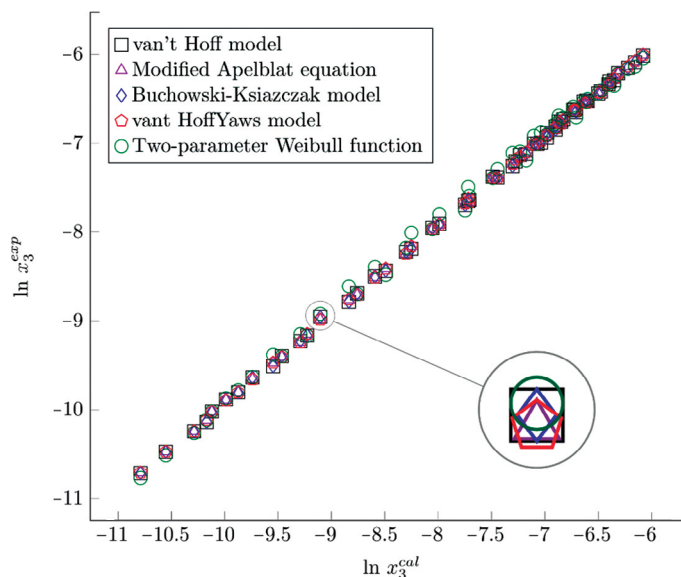 van't Hoff model
Modified Apelblat equation
Buchowski-Ksiazczak model
vant HoffYaws model
Two-parameter Weibull function
−6
−7
−8
−9
−10
−11
ln x₃ᵉˣᵖ
−11 −10.5 −10 −9.5 −9 −8.5 −8 −7.5 −7 −6.5 −6
ln x₃ᶜᵃˡ